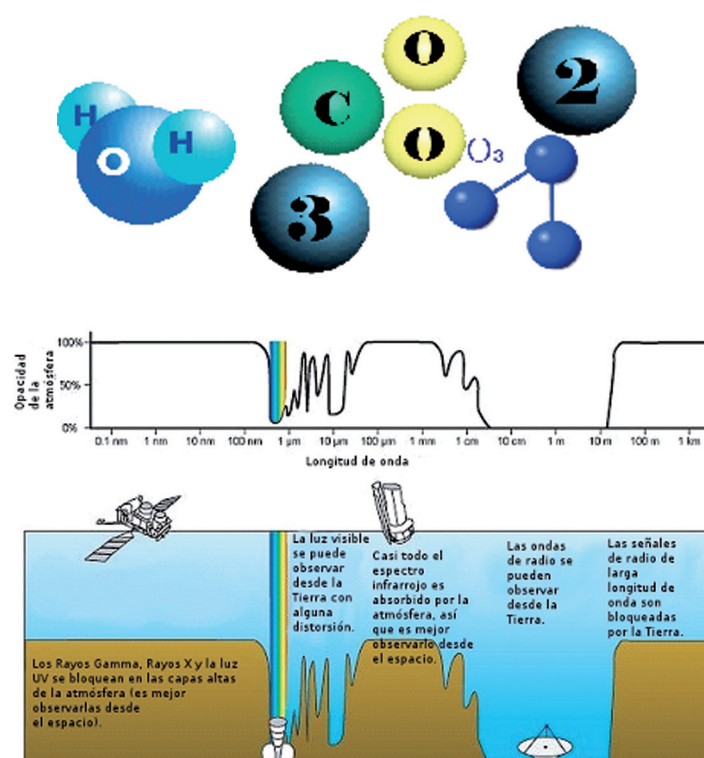 H
O
H
C
O
O
3
O3
2
Opacidad
de la
atmósfera
100%
50%
0%
0.1 nm 1 nm 10 nm 100 nm 1 µm 10 µm 100 µm 1 mm 1 cm 10 cm 1 m 10 m 100 m 1 km
Longitud de onda
Los Rayos Gamma, Rayos X y la luz
UV se bloquean en las capas altas
de la atmósfera (es mejor
observarlas desde
el espacio).
La luz visible
se puede
observar
desde la
Tierra con
alguna
distorsión.
Casi todo el
espectro
infrarrojo es
absorbido por la
atmósfera, así
que es mejor
observarlo desde
el espacio.
Las ondas
de radio se
pueden
observar
desde la
Tierra.
Las señales
de radio de
larga
longitud de
onda son
bloqueadas
por la Tierra.